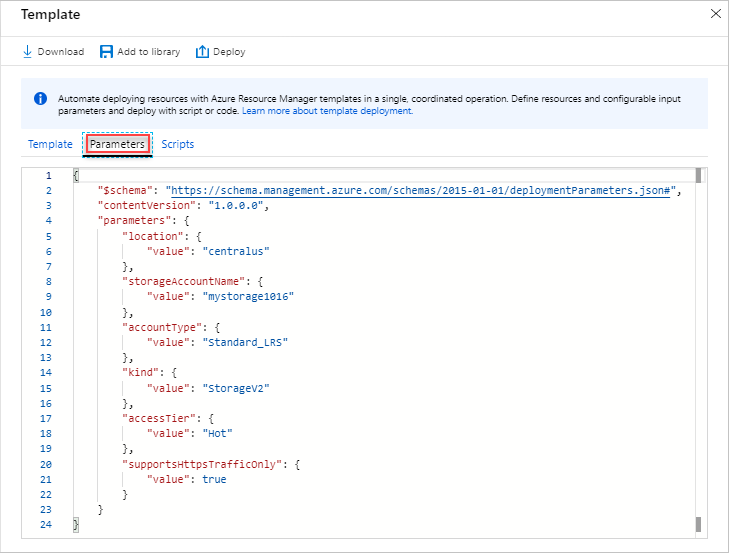 Template
Download Add to library Deploy
Automate deploying resources with Azure Resource Manager templates in a single, coordinated operation. Define resources and configurable input
parameters and deploy with script or code. Learn more about template deployment.
Template Parameters Scripts
1 {
2 "$schema": "https://schema.management.azure.com/schemas/2015-01-01/deploymentParameters.json#",
3 "contentVersion": "1.0.0.0",
4 "parameters": {
5 "location": {
6 "value": "centralus"
7 },
8 "storageAccountName": {
9 "value": "mystorage1016"
10 },
11 "accountType": {
12 "value": "Standard_LRS"
13 },
14 "kind": {
15 "value": "StorageV2"
16 },
17 "accessTier": {
18 "value": "Hot"
19 },
20 "supportsHttpsTrafficOnly": {
21 "value": true
22 }
23 }
24 }